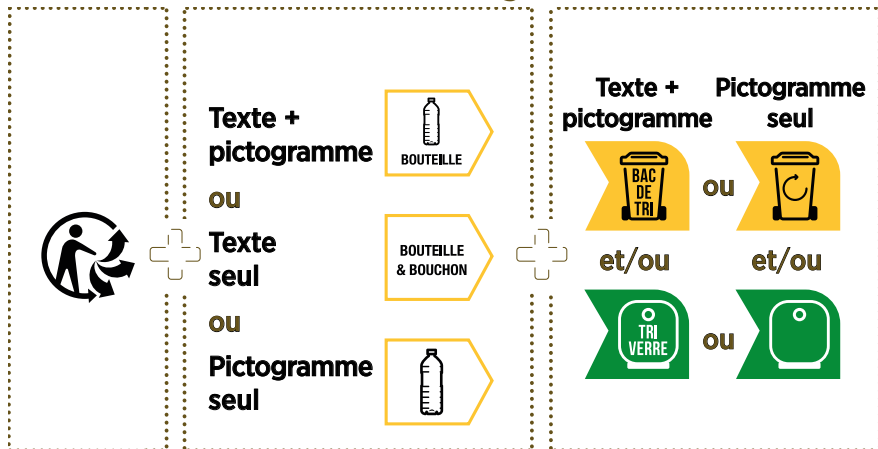 Texte +
pictogramme
BOUTEILLE
ou
Texte
seul
BOUTEILLE
& BOUCHON
ou
Pictogramme
seul
Texte +
pictogramme
Pictogramme
seul
BAC
DE
TRI
ou
et/ou
et/ou
TRI
VERRE
ou